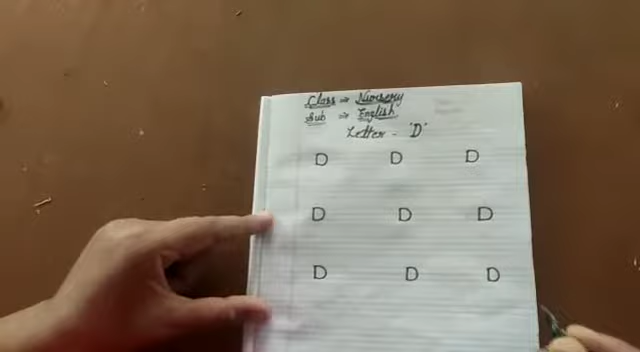 Class ⇒ Nursery
Sub ⇒ English
Letter - 'D'
D D D
D D D
D D D